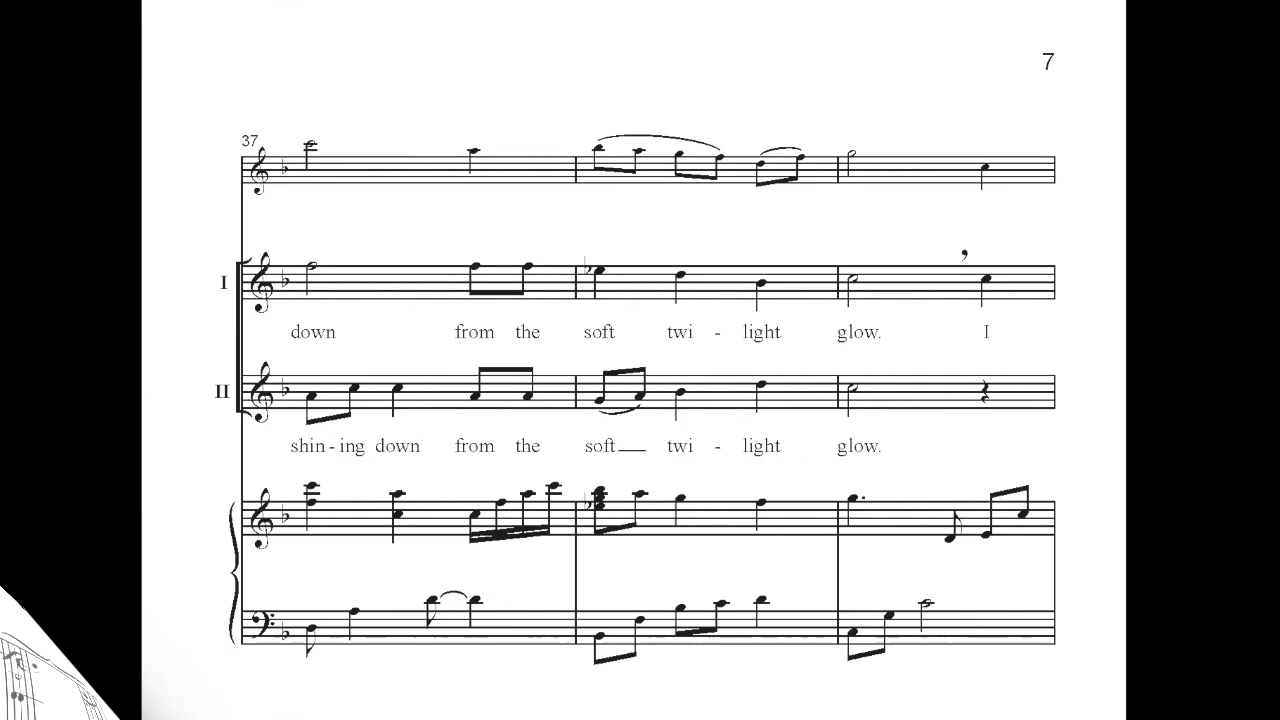 7
37
I
down from the soft twi - light glow. I
II
shin - ing down from the soft twi - light glow.